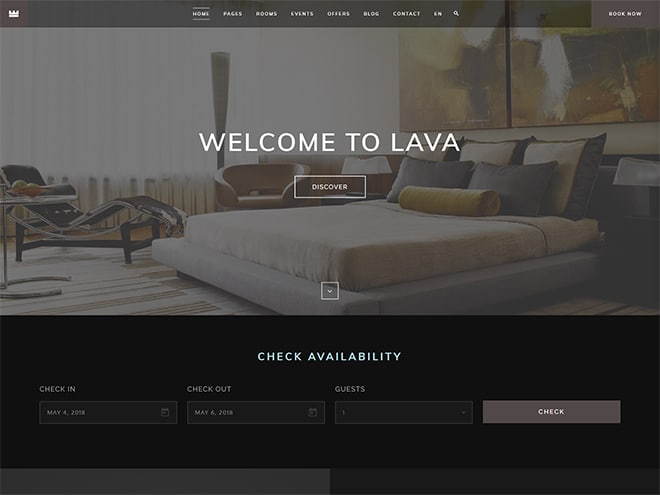 HOME PAGES ROOMS EVENTS OFFERS BLOG CONTACT EN BOOK NOW
WELCOME TO LAVA
DISCOVER
CHECK AVAILABILITY
CHECK IN CHECK OUT GUESTS
MAY 4, 2018 MAY 6, 2018 1 CHECK